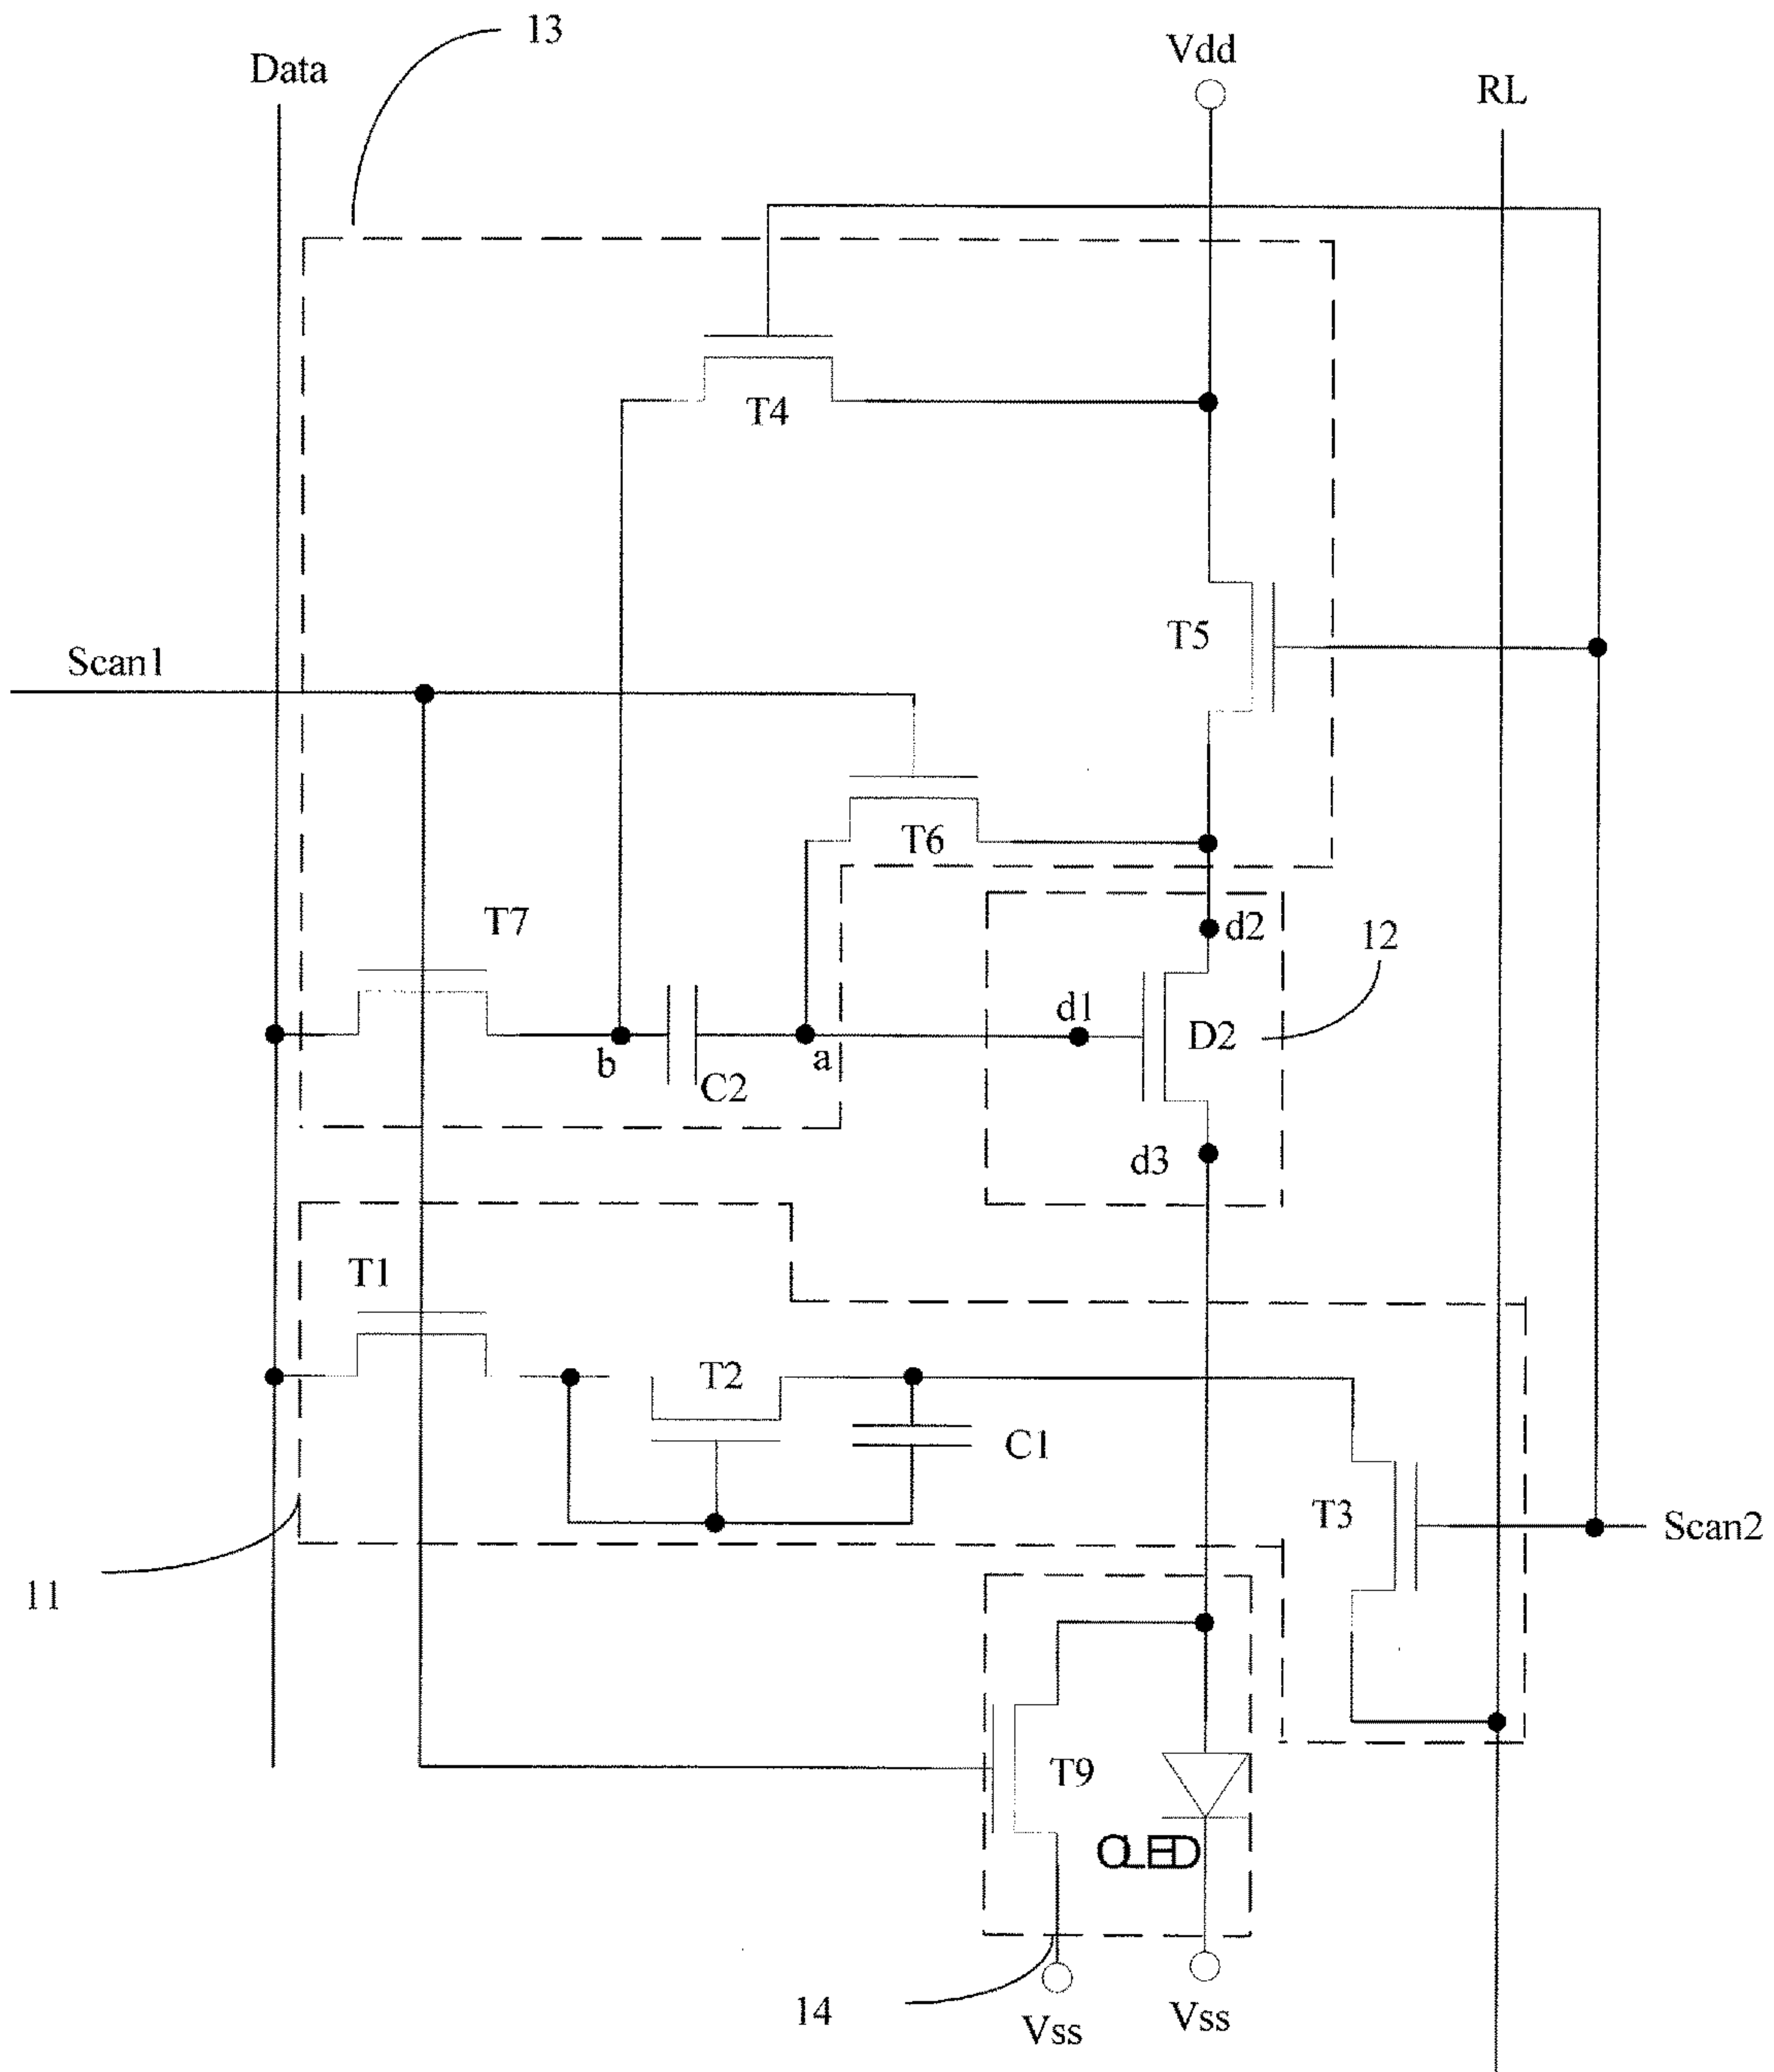 13
Data
Vdd
RL
T4
T5
Scan1
T6
T7
d2
12
d1
D2
b
a
C2
d3
T1
T2
C1
T3
Scan2
11
T9
OLED
14
Vss
Vss